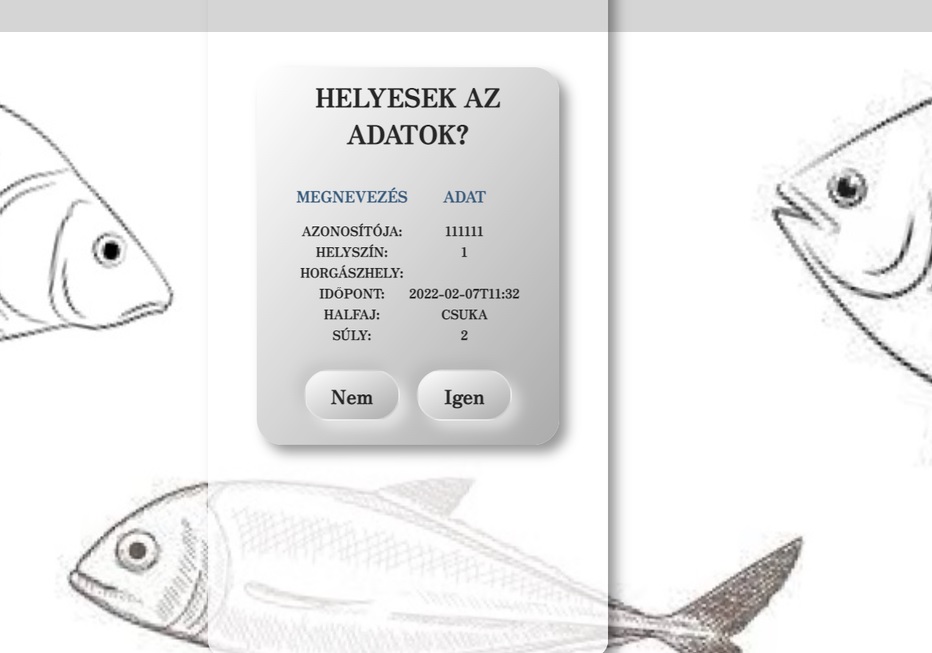 HELYESEK AZ
ADATOK?
MEGNEVEZÉS ADAT
AZONOSÍTÓJA: 111111
HELYSZÍN: 1
HORGÁSZHELY:
IDŐPONT: 2022-02-07T11:32
HALFAJ: CSUKA
SÚLY: 2
Nem Igen